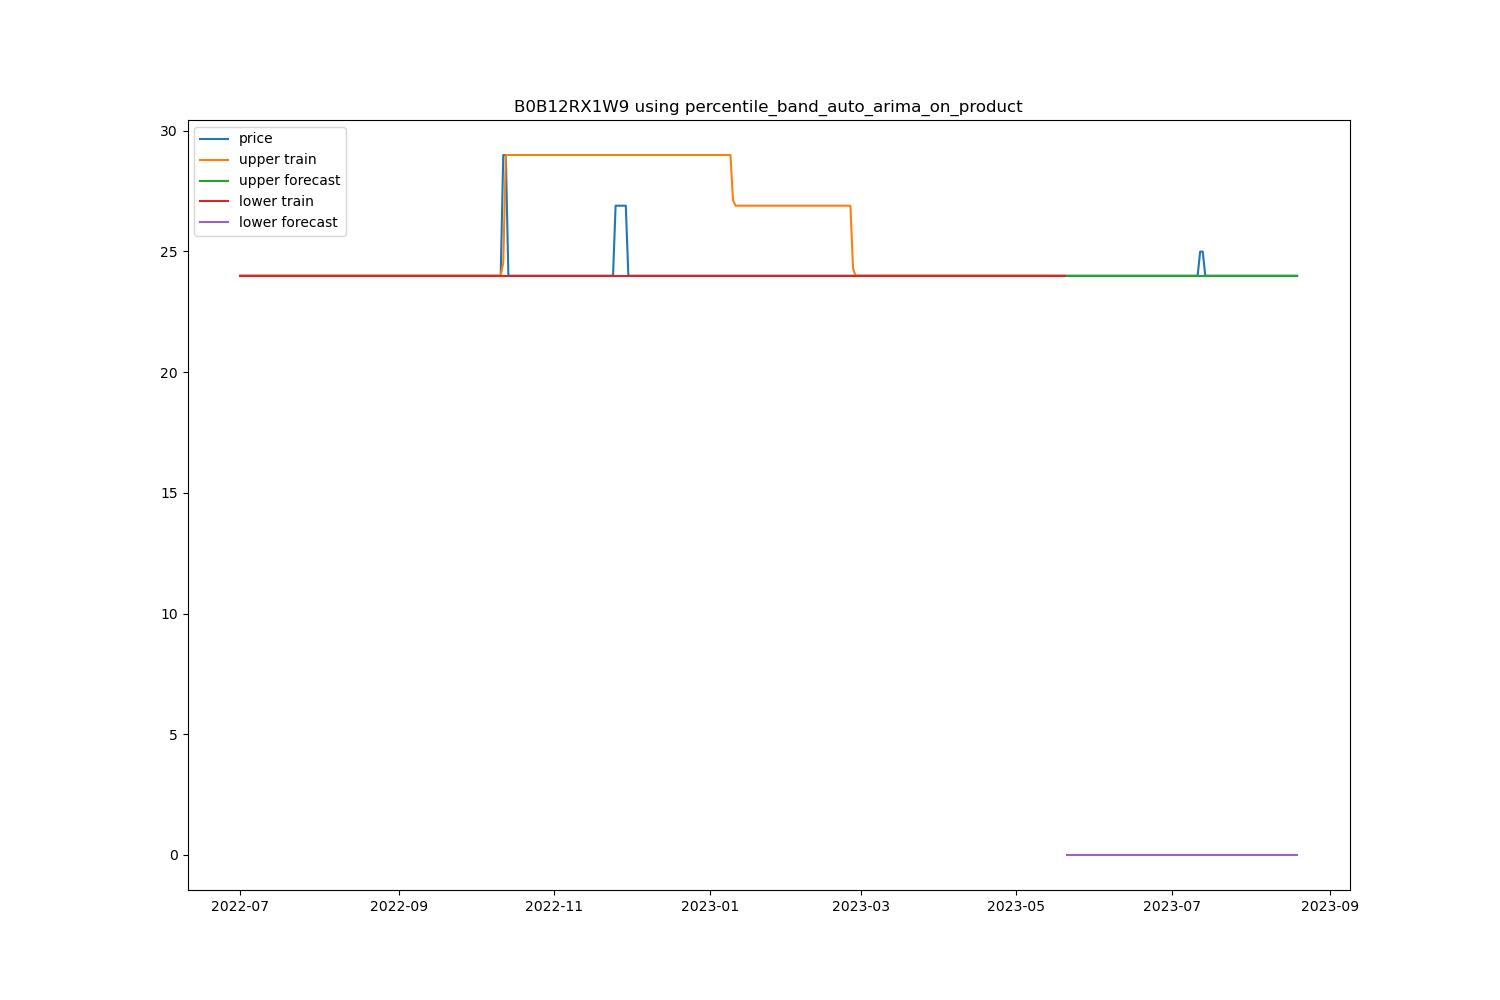 B0B12RX1W9 using percentile_band_auto_arima_on_product
30
25
20
15
10
5
0
price
upper train
upper forecast
lower train
lower forecast
2022-07 2022-09 2022-11 2023-01 2023-03 2023-05 2023-07 2023-09